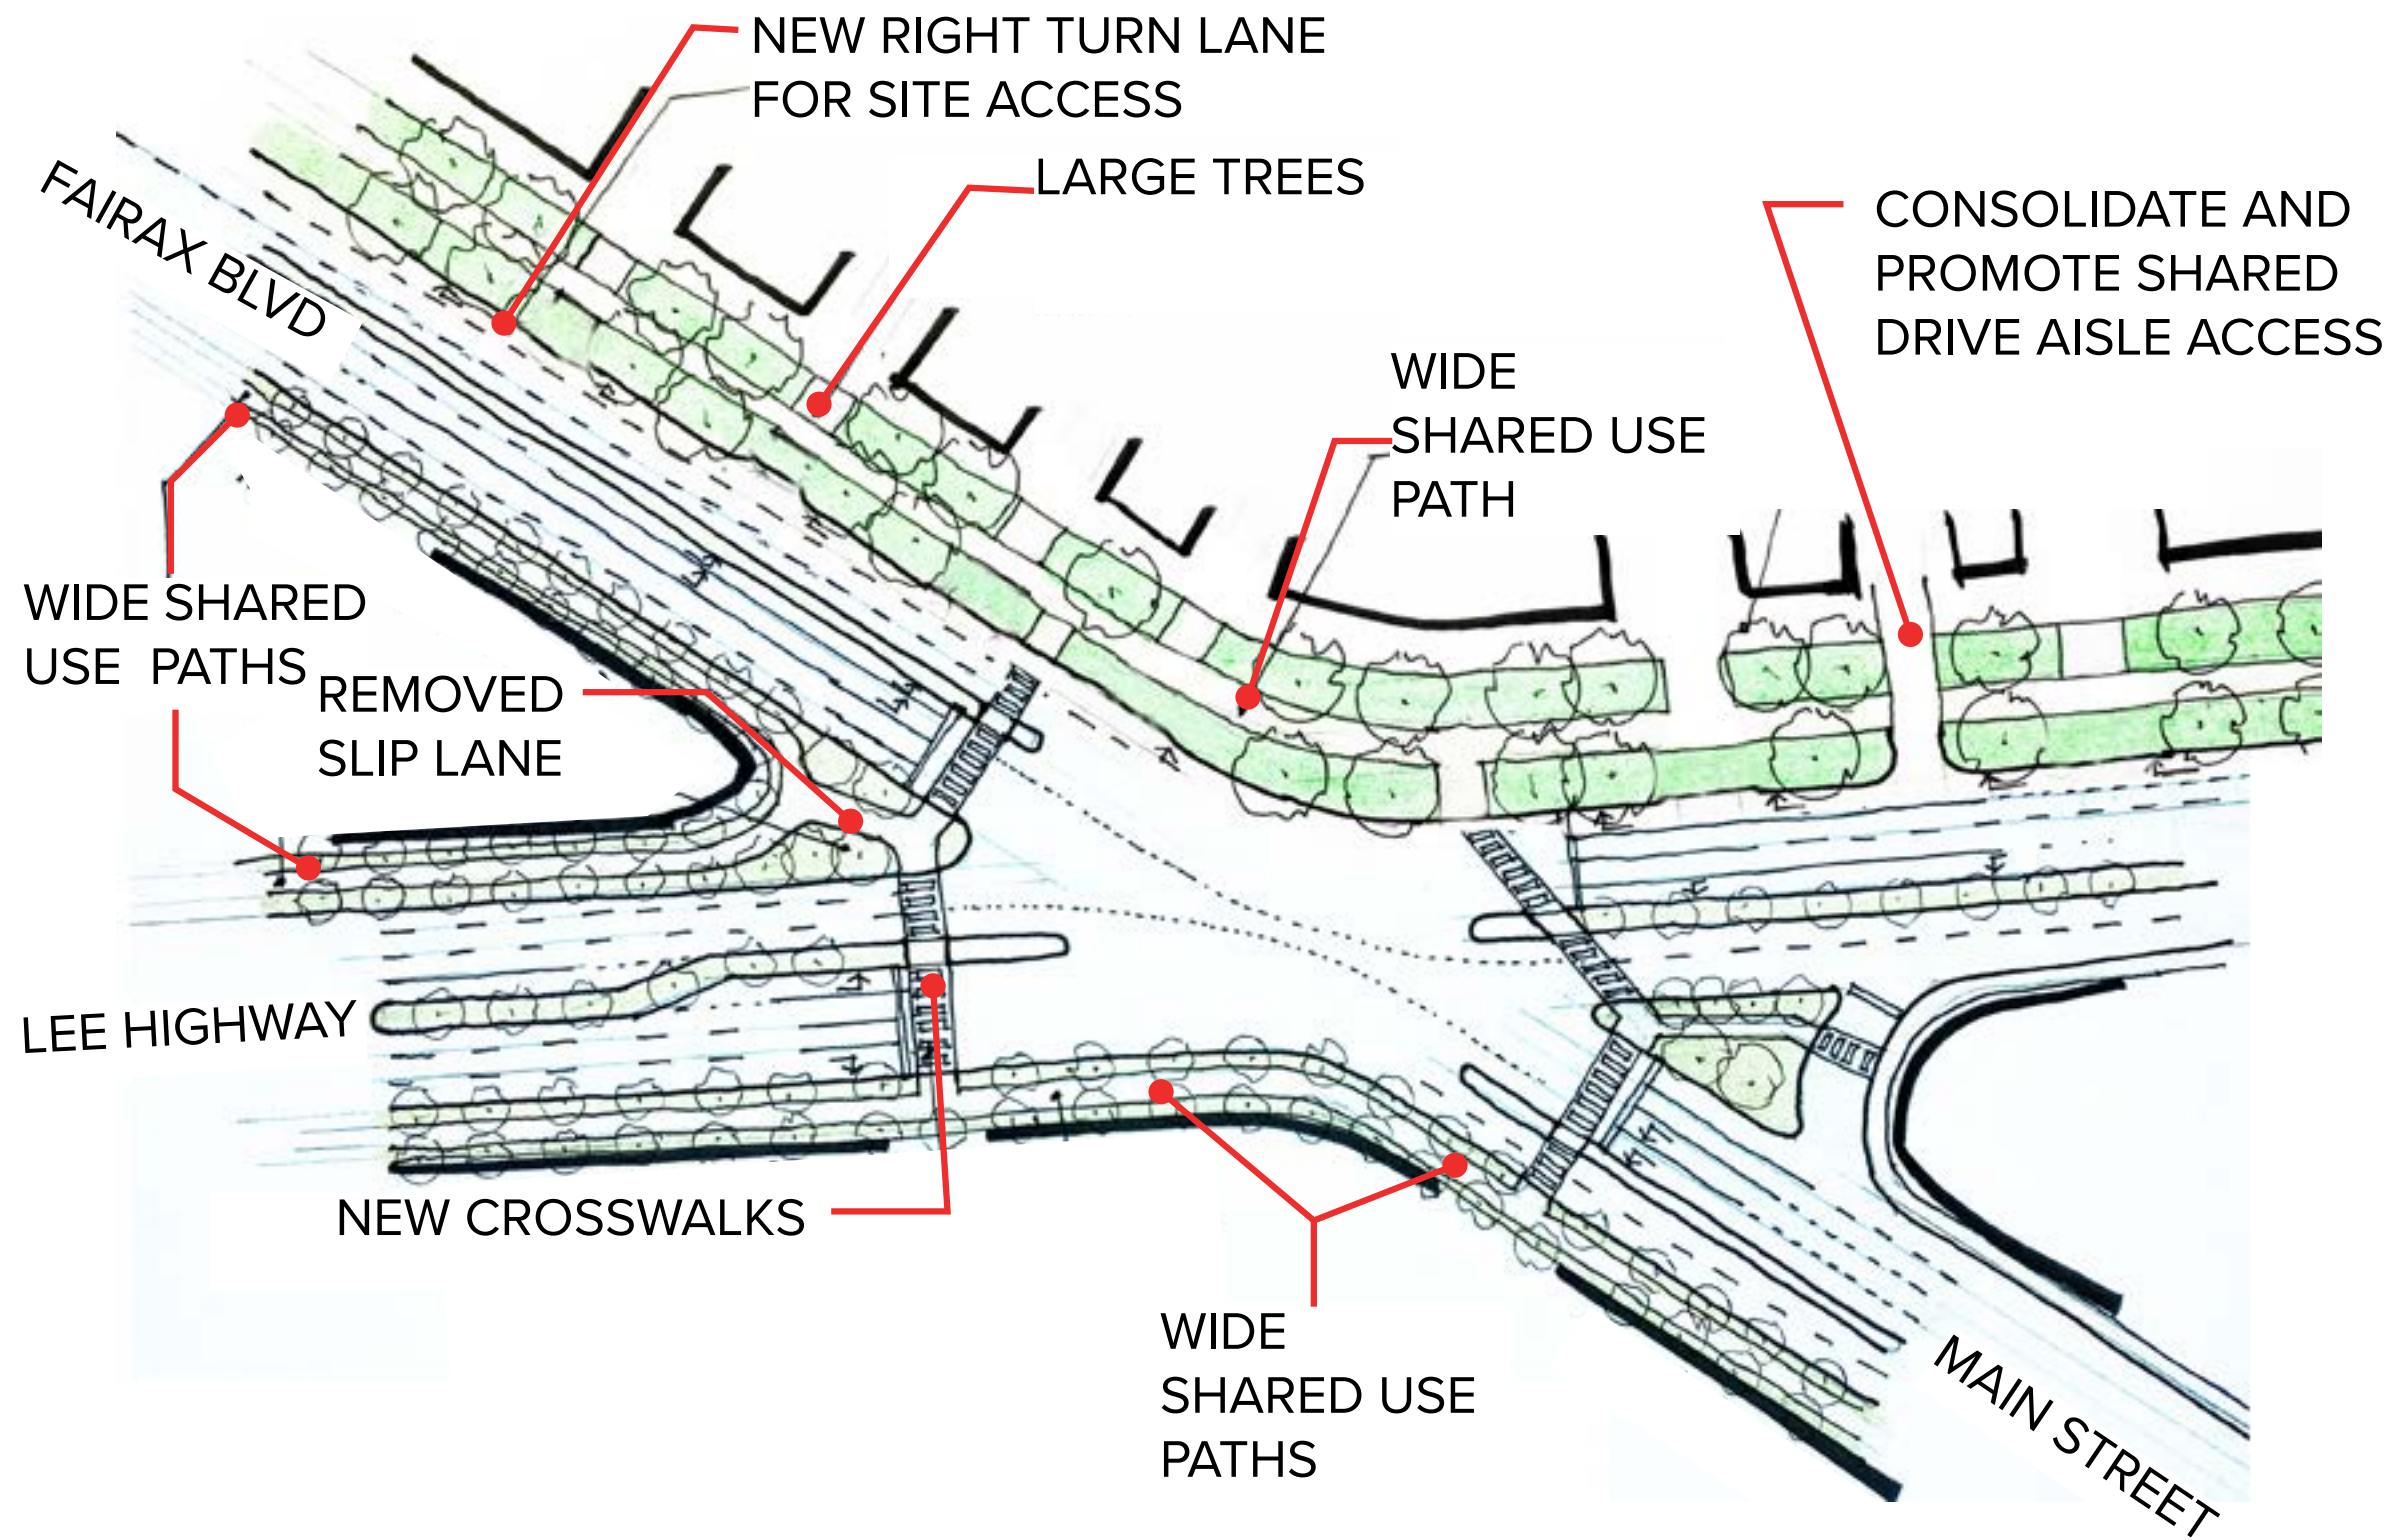 NEW RIGHT TURN LANE
FOR SITE ACCESS
LARGE TREES
CONSOLIDATE AND
PROMOTE SHARED
DRIVE AISLE ACCESS
FAIRAX BLVD
WIDE
SHARED USE
PATH
WIDE SHARED
USE PATHS
REMOVED
SLIP LANE
LEE HIGHWAY
NEW CROSSWALKS
WIDE
SHARED USE
PATHS
MAIN STREET